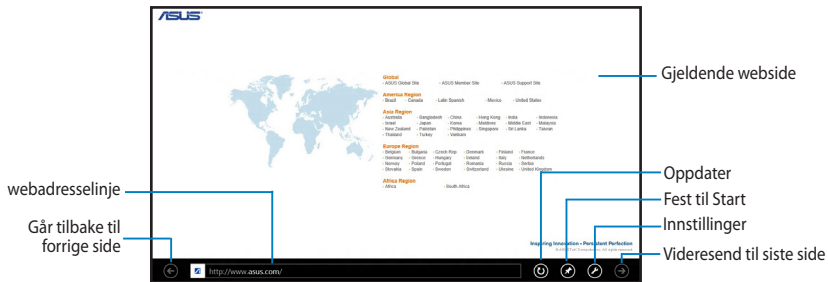 ASUS
Global
- ASUS Global Site - ASUS Member Site - ASUS Support Site
America Region
- Brazil - Canada - Latin Spanish - Mexico - United States
Asia Region
- Australia - Bangladesh - China - Hong Kong - India - Indonesia
- Israel - Japan - Korea - Maldives - Middle East - Malaysia
- New Zealand - Pakistan - Philippines - Singapore - Sri Lanka - Taiwan
- Thailand - Turkey - Vietnam
Europe Region
- Belgium - Bulgaria - Czech Rep - Denmark - Finland - France
- Germany - Greece - Hungary - Ireland - Italy - Netherlands
- Norway - Poland - Portugal - Romania - Russia - Serbia
- Slovakia - Spain - Sweden - Switzerland - Ukraine - United Kingdom
Africa Region
- Africa - South Africa
Inspiring Innovation • Persistent Perfection
http://www.asus.com/
Gjeldende webside
webadresselinje
Går tilbake til
forrige side
Oppdater
Fest til Start
Innstillinger
Videresend til siste side